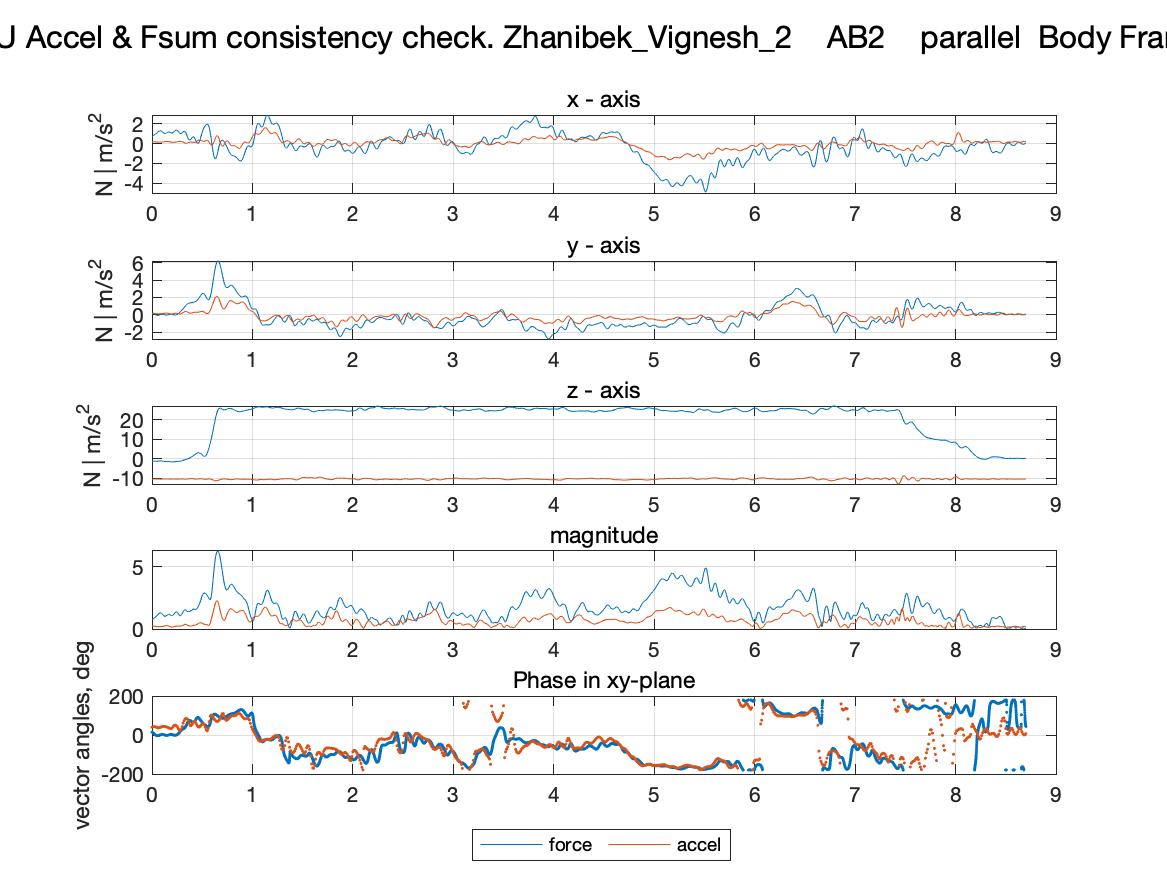 U Accel & Fsum consistency check. Zhanibek_Vignesh_2 AB2 parallel Body Fra
x - axis
N | m/s²
2
0
-2
-4
0 1 2 3 4 5 6 7 8 9
y - axis
N | m/s²
6
4
2
0
-2
0 1 2 3 4 5 6 7 8 9
z - axis
N | m/s²
20
10
0
-10
0 1 2 3 4 5 6 7 8 9
magnitude
5
0
0 1 2 3 4 5 6 7 8 9
Phase in xy-plane
vector angles, deg
200
0
-200
0 1 2 3 4 5 6 7 8 9
force accel